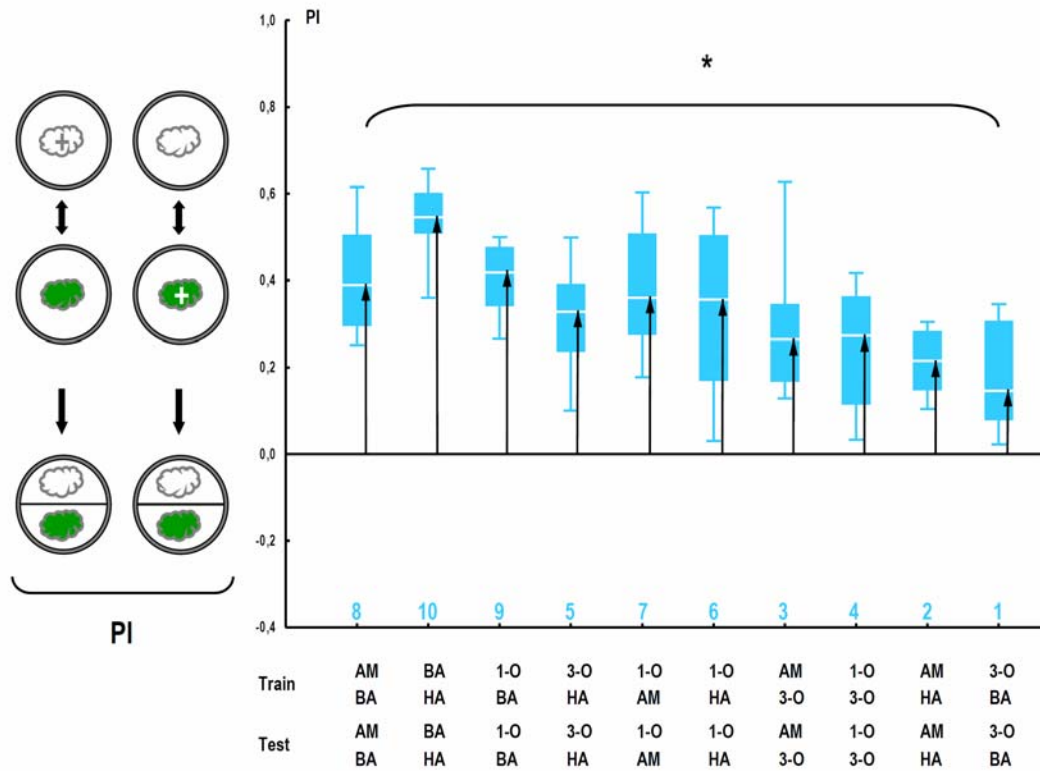 1,0 PI
*
0,8
0,6
0,4
0,2
0,0
-0,2
8 10 9 5 7 6 3 4 2 1
-0,4
PI
Train AM BA 1-O 3-O 1-O 1-O AM 1-O AM 3-O
BA HA BA HA AM HA 3-O 3-O HA BA
Test AM BA 1-O 3-O 1-O 1-O AM 1-O AM 3-O
BA HA BA HA AM HA 3-O 3-O HA BA